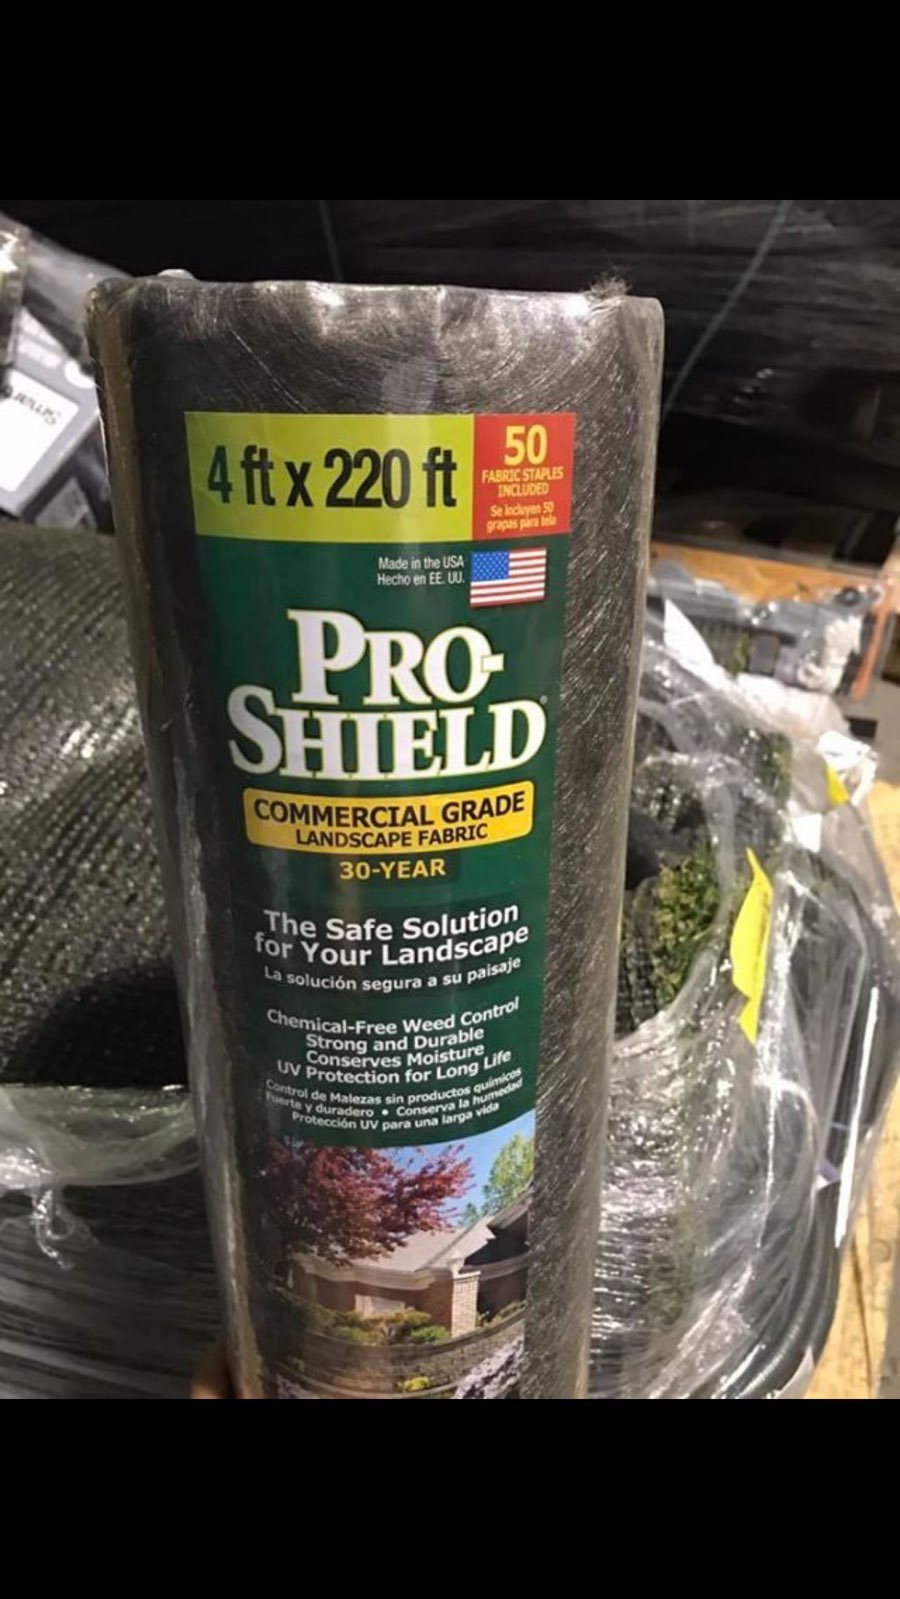 4 ft x 220 ft
50
FABRIC STAPLES
INCLUDED
Se incluyen 50
grapas para tela
Made in the USA
Hecho en EE. UU.
PRO-
SHIELD®
COMMERCIAL GRADE
LANDSCAPE FABRIC
30-YEAR
The Safe Solution
for Your Landscape
La solución segura a su paisaje
Chemical-Free Weed Control
Strong and Durable
Conserves Moisture
UV Protection for Long Life
Control de Malezas sin productos químicos
Fuerte y duradero • Conserva la humedad
Protección UV para una larga vida